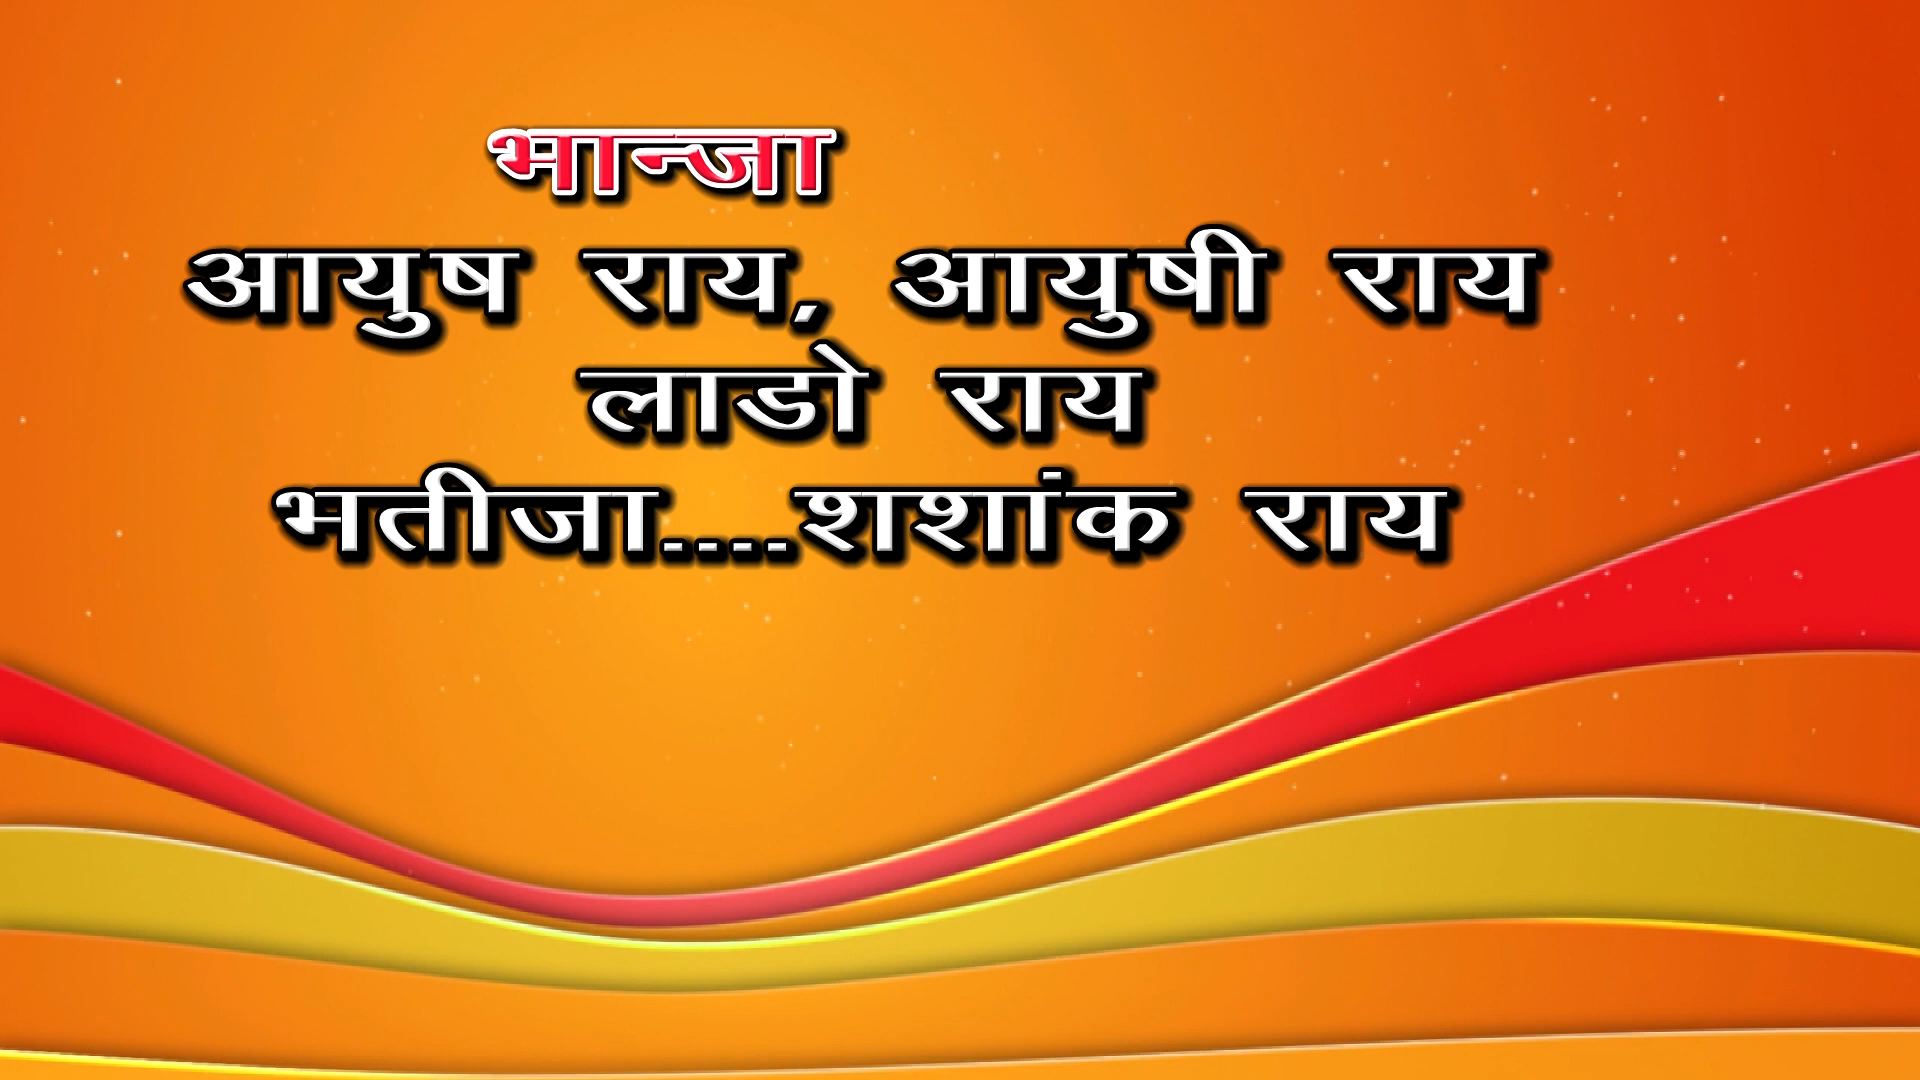 भान्जा
आयुष राय, आयुषी राय
लाडो राय
भतीजा....शशांक राय